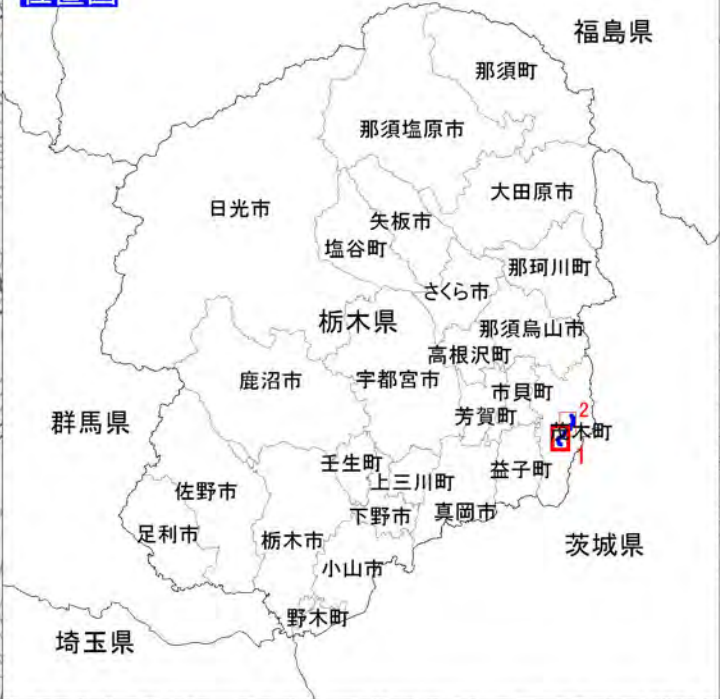 位置図
福島県
那須町
那須塩原市
大田原市
日光市
矢板市
塩谷町
那珂川町
さくら市
栃木県
那須烏山市
高根沢町
鹿沼市
宇都宮市
市貝町
2
群馬県
芳賀町
茂木町
壬生町
1
上三川町
益子町
佐野市
下野市
真岡市
足利市
栃木市
茨城県
小山市
野木町
埼玉県